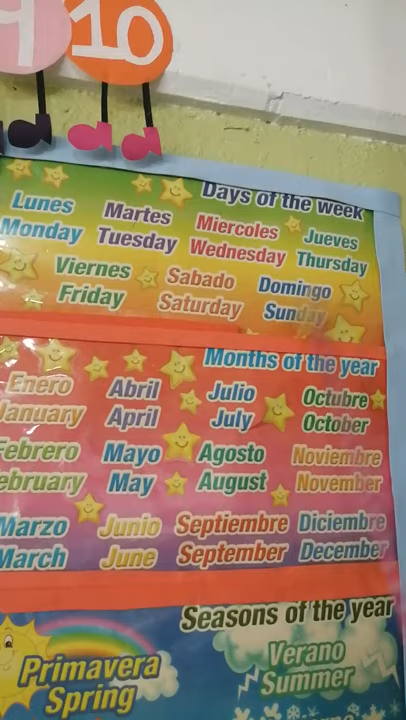 10
Days of the week
Lunes Martes Miercoles Jueves
Monday Tuesday Wednesday Thursday
Viernes Sabado Domingo
Friday Saturday Sunday
Months of the year
Enero Abril Julio Octubre
January April July October
Febrero Mayo Agosto Noviembre
ebruary May August November
Marzo Junio Septiembre Diciembre
March June September December
Seasons of the year
Primavera Verano
Spring Summer